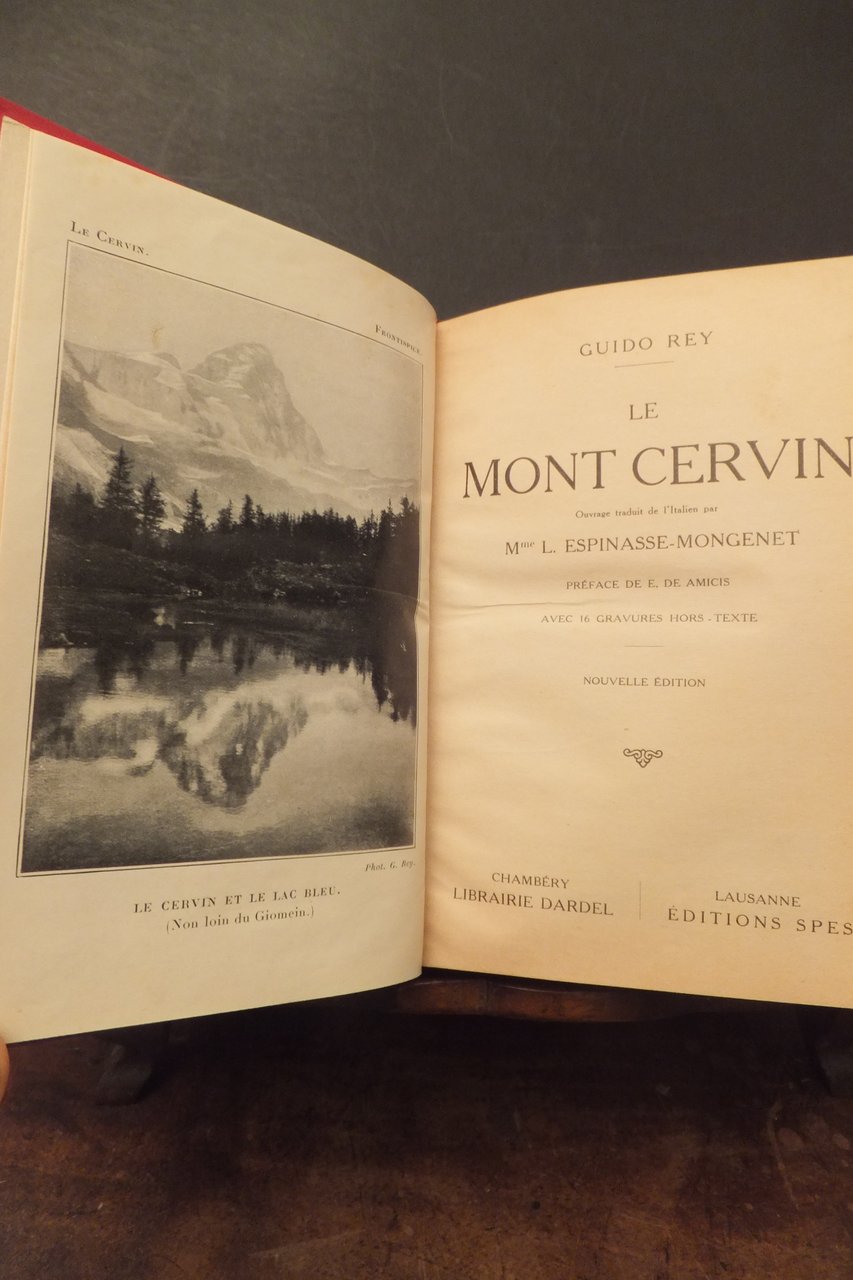 LE CERVIN.
FRONTISPICE.
Phot. G. Rey.
LE CERVIN ET LE LAC BLEU.
(Non loin du Giomein.)
GUIDO REY
LE
MONT CERVIN
Ouvrage traduit de l'Italien par
Mme L. ESPINASSE-MONGENET
PRÉFACE DE E. DE AMICIS
AVEC 16 GRAVURES HORS-TEXTE
NOUVELLE ÉDITION
CHAMBÉRY
LIBRAIRIE DARDEL
LAUSANNE
ÉDITIONS SPES